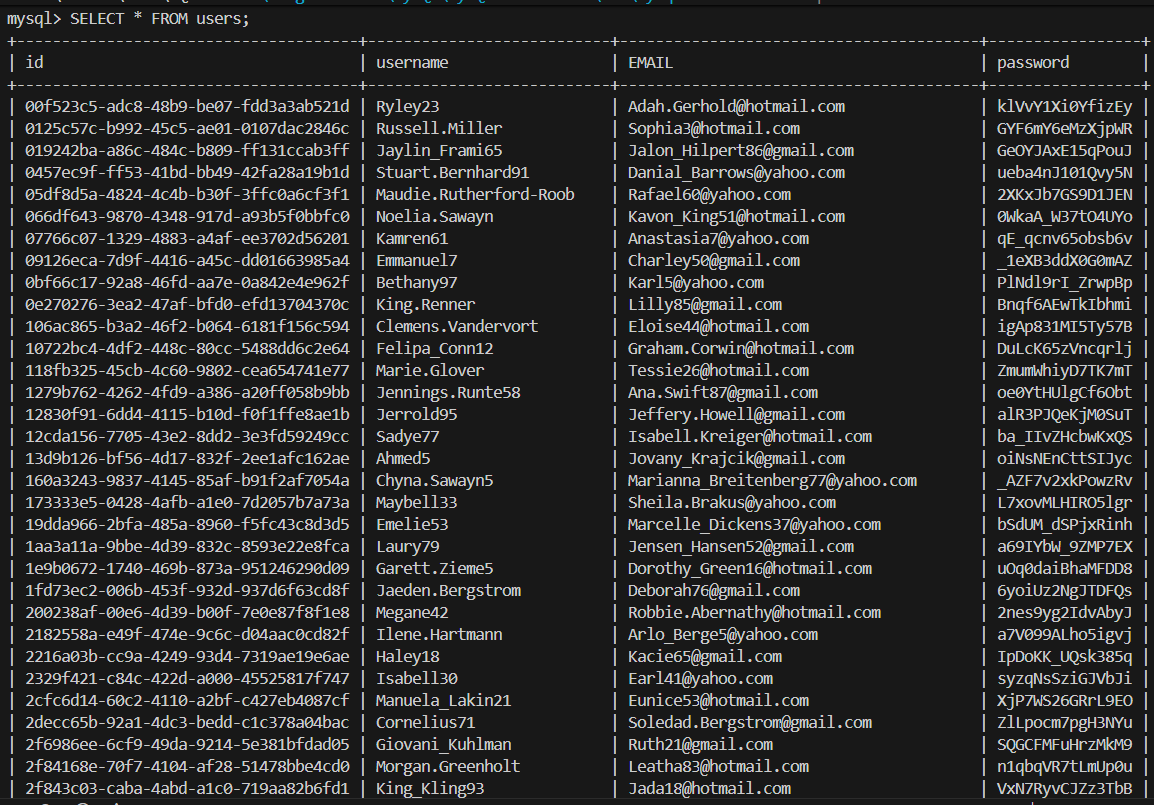 mysql> SELECT * FROM users;
+--------------------------------------+---------------------------+----------------------------------------+-----------------+
| id | username | EMAIL | password |
+--------------------------------------+---------------------------+----------------------------------------+-----------------+
| 00f523c5-adc8-48b9-be07-fdd3a3ab521d | Ryley23 | Adah.Gerhold@hotmail.com | klVvY1Xi0YfizEy |
| 0125c57c-b992-45c5-ae01-0107dac2846c | Russell.Miller | Sophia3@hotmail.com | GYF6mY6eMzXjpWR |
| 019242ba-a86c-484c-b809-ff131ccab3ff | Jaylin_Frami65 | Jalon_Hilpert86@gmail.com | GeOYJAxE15qPouJ |
| 0457ec9f-ff53-41bd-bb49-42fa28a19b1d | Stuart.Bernhard91 | Danial_Barrows@yahoo.com | ueba4nJ101Qvy5N |
| 05df8d5a-4824-4c4b-b30f-3ffc0a6cf3f1 | Maudie.Rutherford-Roob | Rafael60@yahoo.com | 2XKxJb7GS9D1JEN |
| 066df643-9870-4348-917d-a93b5f0bbfc0 | Noelia.Sawayn | Kavon_King51@hotmail.com | 0WkaA_W37tO4UYo |
| 07766c07-1329-4883-a4af-ee3702d56201 | Kamren61 | Anastasia7@yahoo.com | qE_qcnv65obsb6v |
| 09126eca-7d9f-4416-a45c-dd01663985a4 | Emmanuel7 | Charley50@gmail.com | _1eXB3ddX0G0mAZ |
| 0bf66c17-92a8-46fd-aa7e-0a842e4e962f | Bethany97 | Karl5@yahoo.com | PlNdl9rI_ZrwpBp |
| 0e270276-3ea2-47af-bfd0-efd13704370c | King.Renner | Lilly85@gmail.com | Bnqf6AEwTkIbhmi |
| 106ac865-b3a2-46f2-b064-6181f156c594 | Clemens.Vandervort | Eloise44@hotmail.com | igAp831MI5Ty57B |
| 10722bc4-4df2-448c-80cc-5488dd6c2e64 | Felipa_Conn12 | Graham.Corwin@hotmail.com | DuLcK65zVncqrlj |
| 118fb325-45cb-4c60-9802-cea654741e77 | Marie.Glover | Tessie26@hotmail.com | ZmumWhiyD7TK7mT |
| 1279b762-4262-4fd9-a386-a20ff058b9bb | Jennings.Runte58 | Ana.Swift87@gmail.com | oe0YtHUlgCf6Obt |
| 12830f91-6dd4-4115-b10d-f0f1ffe8ae1b | Jerrold95 | Jeffery.Howell@gmail.com | alR3PJQeKjM0SuT |
| 12cda156-7705-43e2-8dd2-3e3fd59249cc | Sadye77 | Isabell.Kreiger@hotmail.com | ba_IIvZHcbwKxQS |
| 13d9b126-bf56-4d17-832f-2ee1afc162ae | Ahmed5 | Jovany_Krajcik@gmail.com | oiNsNEnCttSIJyc |
| 160a3243-9837-4145-85af-b91f2af7054a | Chyna.Sawayn5 | Marianna_Breitenberg77@yahoo.com | _AZF7v2xkPowzRv |
| 173333e5-0428-4afb-a1e0-7d2057b7a73a | Maybell33 | Sheila.Brakus@yahoo.com | L7xovMLHIRO5lgr |
| 19dda966-2bfa-485a-8960-f5fc43c8d3d5 | Emelie53 | Marcelle_Dickens37@yahoo.com | bSdUM_dSPjxRinh |
| 1aa3a11a-9bbe-4d39-832c-8593e22e8fca | Laury79 | Jensen_Hansen52@gmail.com | a69IYbW_9ZMP7EX |
| 1e9b0672-1740-469b-873a-951246290d09 | Garett.Zieme5 | Dorothy_Green16@hotmail.com | uOq0daiBhaMFDD8 |
| 1fd73ec2-006b-453f-932d-937d6f63cd8f | Jaeden.Bergstrom | Deborah76@gmail.com | 6yoiUz2NgJTDFQs |
| 200238af-00e6-4d39-b00f-7e0e87f8f1e8 | Megane42 | Robbie.Abernathy@hotmail.com | 2nes9yg2IdvAbyJ |
| 2182558a-e49f-474e-9c6c-d04aac0cd82f | Ilene.Hartmann | Arlo_Berge5@yahoo.com | a7V099ALho5igvj |
| 2216a03b-cc9a-4249-93d4-7319ae19e6ae | Haley18 | Kacie65@gmail.com | IpDoKK_UQsk385q |
| 2329f421-c84c-422d-a000-45525817f747 | Isabell30 | Earl41@yahoo.com | syzqNsSziGJVbJi |
| 2cfc6d14-60c2-4110-a2bf-c427eb4087cf | Manuela_Lakin21 | Eunice53@hotmail.com | XjP7WS26GRrL9EO |
| 2decc65b-92a1-4dc3-bedd-c1c378a04bac | Cornelius71 | Soledad.Bergstrom@gmail.com | ZlLpocm7pgH3NYu |
| 2f6986ee-6cf9-49da-9214-5e381bfdad05 | Giovani_Kuhlman | Ruth21@gmail.com | SQGCFMFuHrzMkM9 |
| 2f84168e-70f7-4104-af28-51478bbe4cd0 | Morgan.Greenholt | Leatha83@hotmail.com | n1qbqVR7tLmUp0u |
| 2f843c03-caba-4abd-a1c0-719aa82b6fd1 | King_Kling93 | Jada18@hotmail.com | VxN7RyvCJZz3TbB |